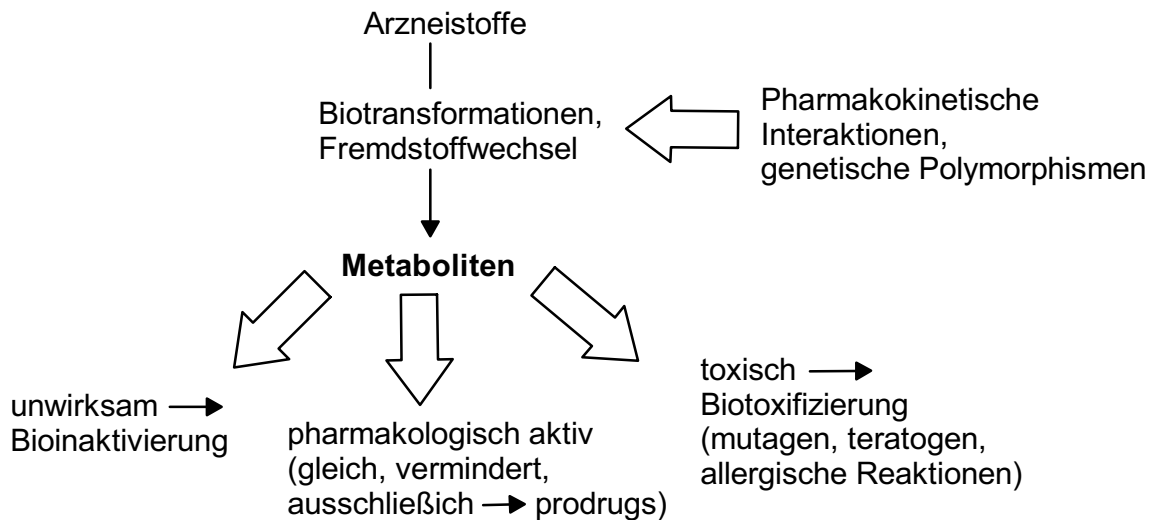 Arzneistoffe
Biotransformationen,
Fremdstoffwechsel
Pharmakokinetische
Interaktionen,
genetische Polymorphismen
Metaboliten
unwirksam →
Bioinaktivierung
pharmakologisch aktiv
(gleich, vermindert,
ausschließich → prodrugs)
toxisch →
Biotoxifizierung
(mutagen, teratogen,
allergische Reaktionen)